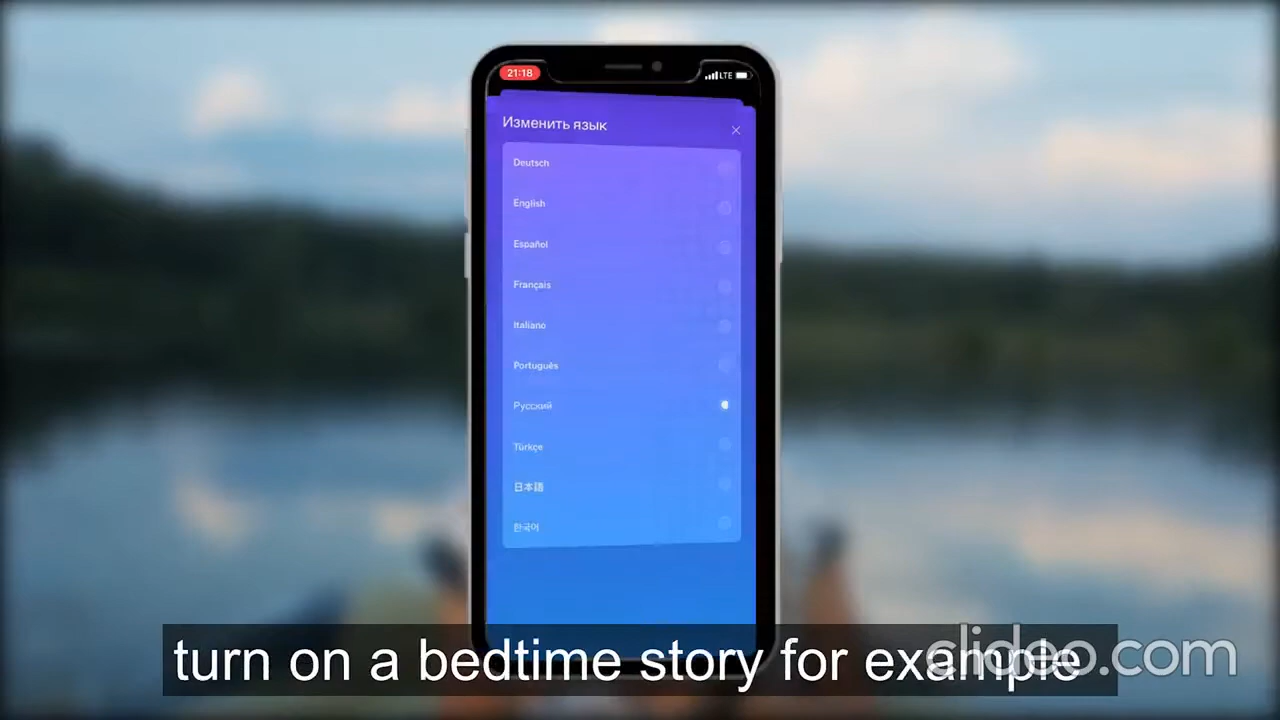 21:18
LTE
Изменить язык
Deutsch
English
Español
Français
Italiano
Português
Русский
Türkçe
日本語
한국어
turn on a bedtime story for example
clideo.com